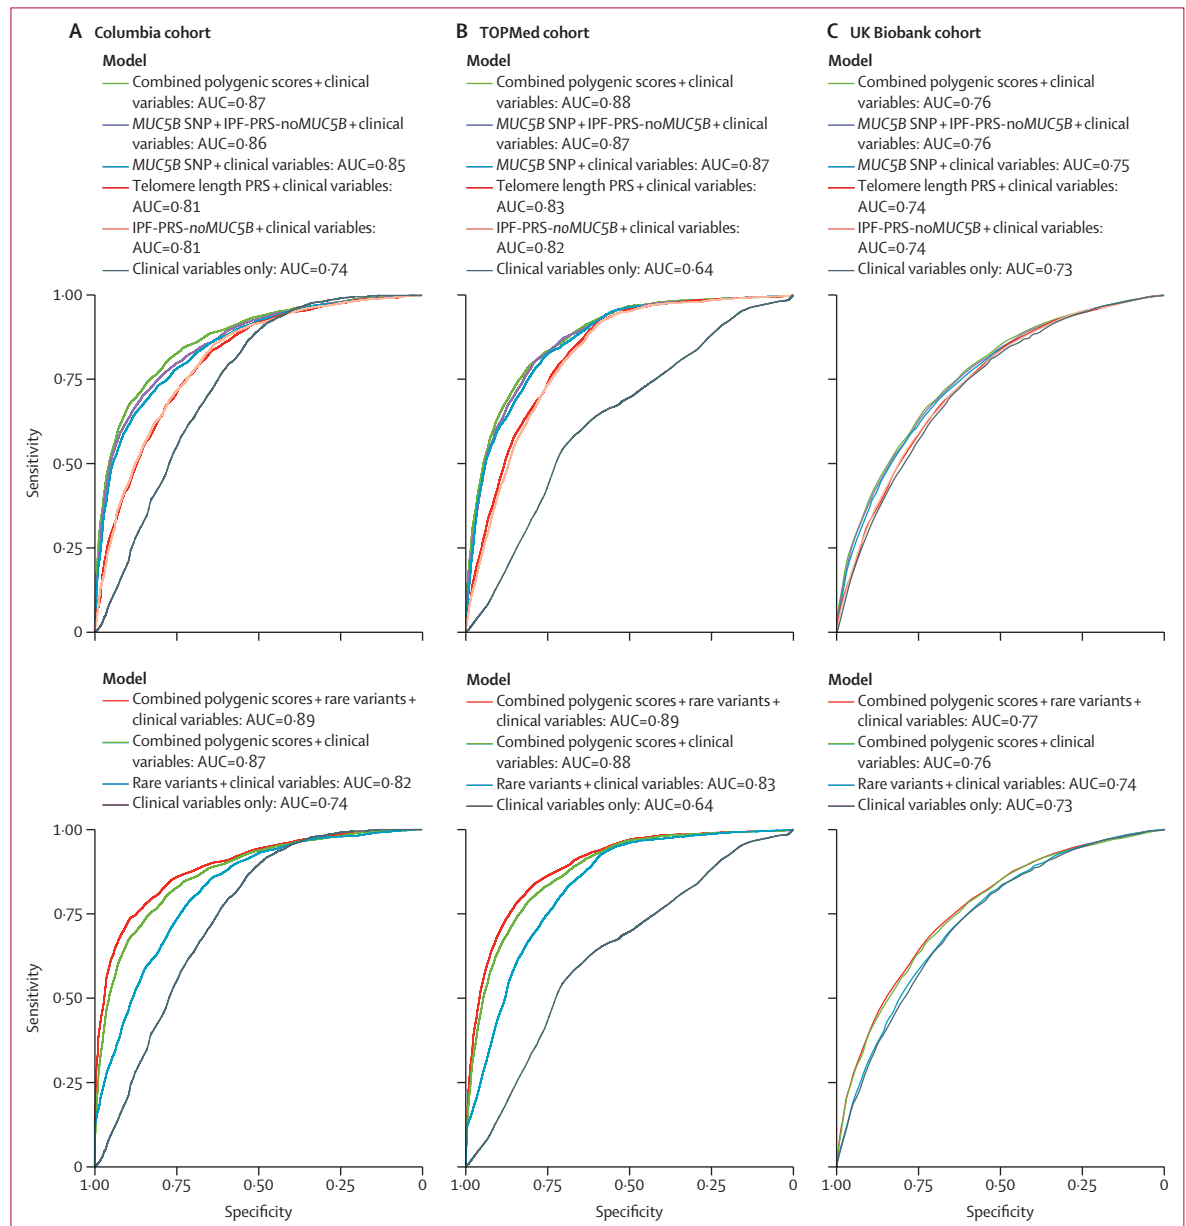 A Columbia cohort
Model
Combined polygenic scores + clinical
variables: AUC=0·87
MUC5B SNP + IPF-PRS-noMUC5B + clinical
variables: AUC=0·86
MUC5B SNP + clinical variables: AUC=0·85
Telomere length PRS + clinical variables:
AUC=0·81
IPF-PRS-noMUC5B + clinical variables:
AUC=0·81
Clinical variables only: AUC=0·74
B TOPMed cohort
Model
Combined polygenic scores + clinical
variables: AUC=0·88
MUC5B SNP + IPF-PRS-noMUC5B + clinical
variables: AUC=0·87
MUC5B SNP + clinical variables: AUC=0·87
Telomere length PRS + clinical variables:
AUC=0·83
IPF-PRS-noMUC5B + clinical variables:
AUC=0·82
Clinical variables only: AUC=0·64
C UK Biobank cohort
Model
Combined polygenic scores + clinical
variables: AUC=0·76
MUC5B SNP + IPF-PRS-noMUC5B + clinical
variables: AUC=0·76
MUC5B SNP + clinical variables: AUC=0·75
Telomere length PRS + clinical variables:
AUC=0·74
IPF-PRS-noMUC5B + clinical variables:
AUC=0·74
Clinical variables only: AUC=0·73
Sensitivity
1·00
0·75
0·50
0·25
0
Model
Combined polygenic scores + rare variants +
clinical variables: AUC=0·89
Combined polygenic scores + clinical
variables: AUC=0·87
Rare variants + clinical variables: AUC=0·82
Clinical variables only: AUC=0·74
Model
Combined polygenic scores + rare variants +
clinical variables: AUC=0·89
Combined polygenic scores + clinical
variables: AUC=0·88
Rare variants + clinical variables: AUC=0·83
Clinical variables only: AUC=0·64
Model
Combined polygenic scores + rare variants +
clinical variables: AUC=0·77
Combined polygenic scores + clinical
variables: AUC=0·76
Rare variants + clinical variables: AUC=0·74
Clinical variables only: AUC=0·73
Sensitivity
1·00
0·75
0·50
0·25
0
1·00 0·75 0·50 0·25 0
Specificity
1·00 0·75 0·50 0·25 0
Specificity
1·00 0·75 0·50 0·25 0
Specificity